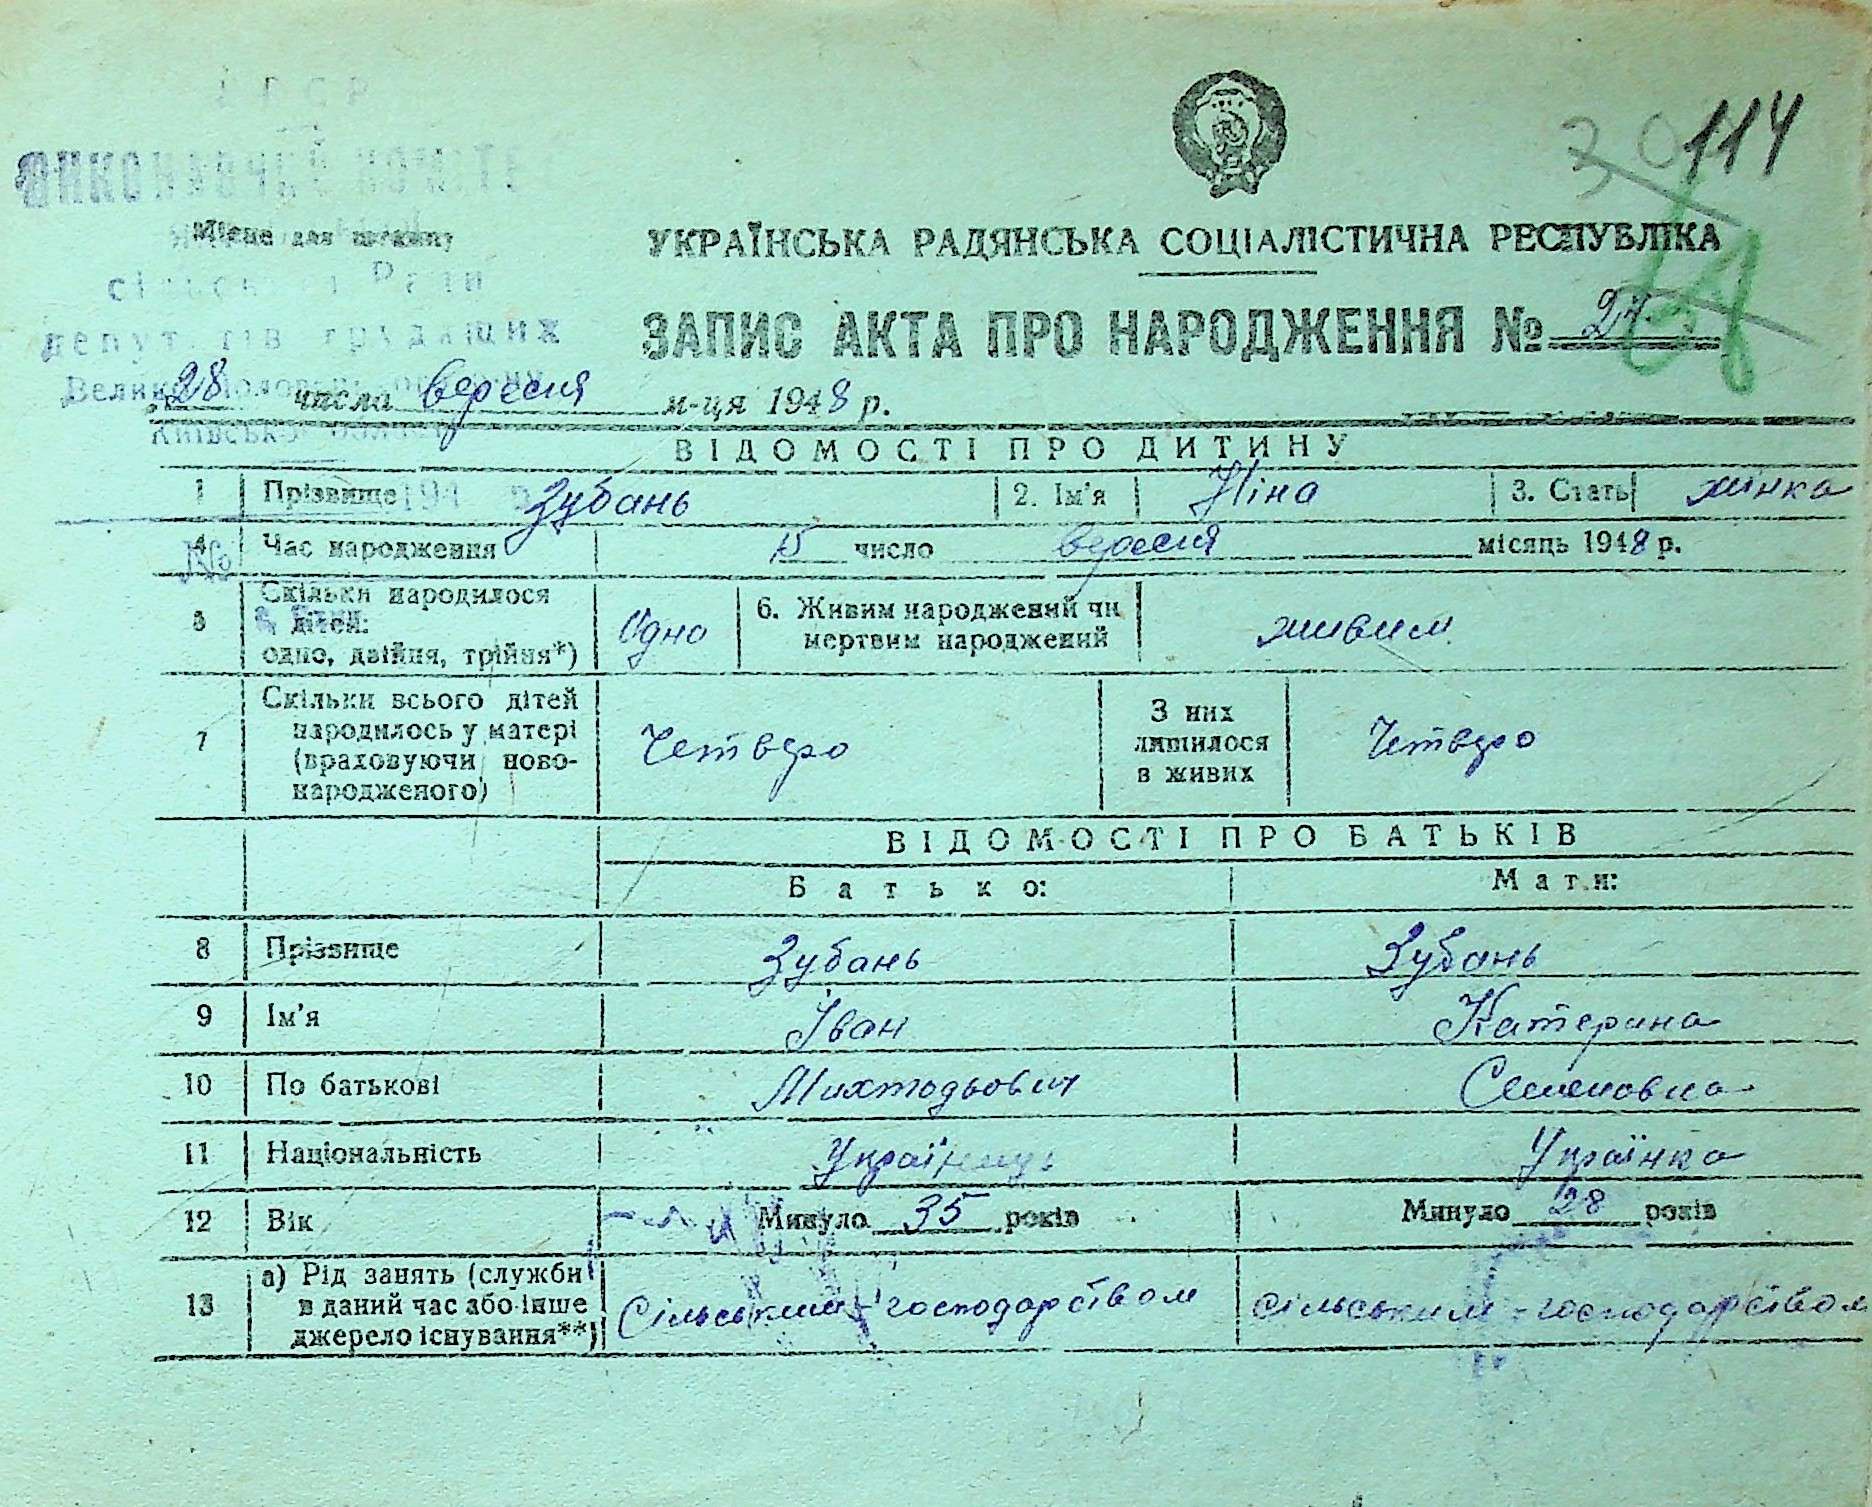 УРСР
ВИКОНАВЧИЙ КОМІТЕТ
Місце для штампу
сільської Ради
депутатів трудящих
Київської області
194 р.
№
114
УКРАЇНСЬКА РАДЯНСЬКА СОЦІАЛІСТИЧНА РЕСПУБЛІКА
ЗАПИС АКТА ПРО НАРОДЖЕННЯ № 27
28 числа вересня м-ця 1948 р.
ВІДОМОСТІ ПРО ДИТИНУ
1 Прізвище Зубань 2. Ім'я Ніна 3. Стать жінка
4 Час народження 15 число вересня місяць 1948 р.
5 Скільки народилося дітей: одно, двійня, трійня*) Одно 6. Живим народжений чи мертвим народжений живим
7 Скільки всього дітей народилось у матері (враховуючи ново-народженого) Четверо З них лишилося в живих Четверо
ВІДОМОСТІ ПРО БАТЬКІВ
Батько: Мати:
8 Прізвище Зубань Зубань
9 Ім'я Іван Катерина
10 По батькові Михтодьович Семеновна
11 Національність Українець Українка
12 Вік Минуло 35 років Минуло 28 років
13 а) Рід занять (служби в даний час або інше джерело існування**) Сільським-господарством сільським-господарством